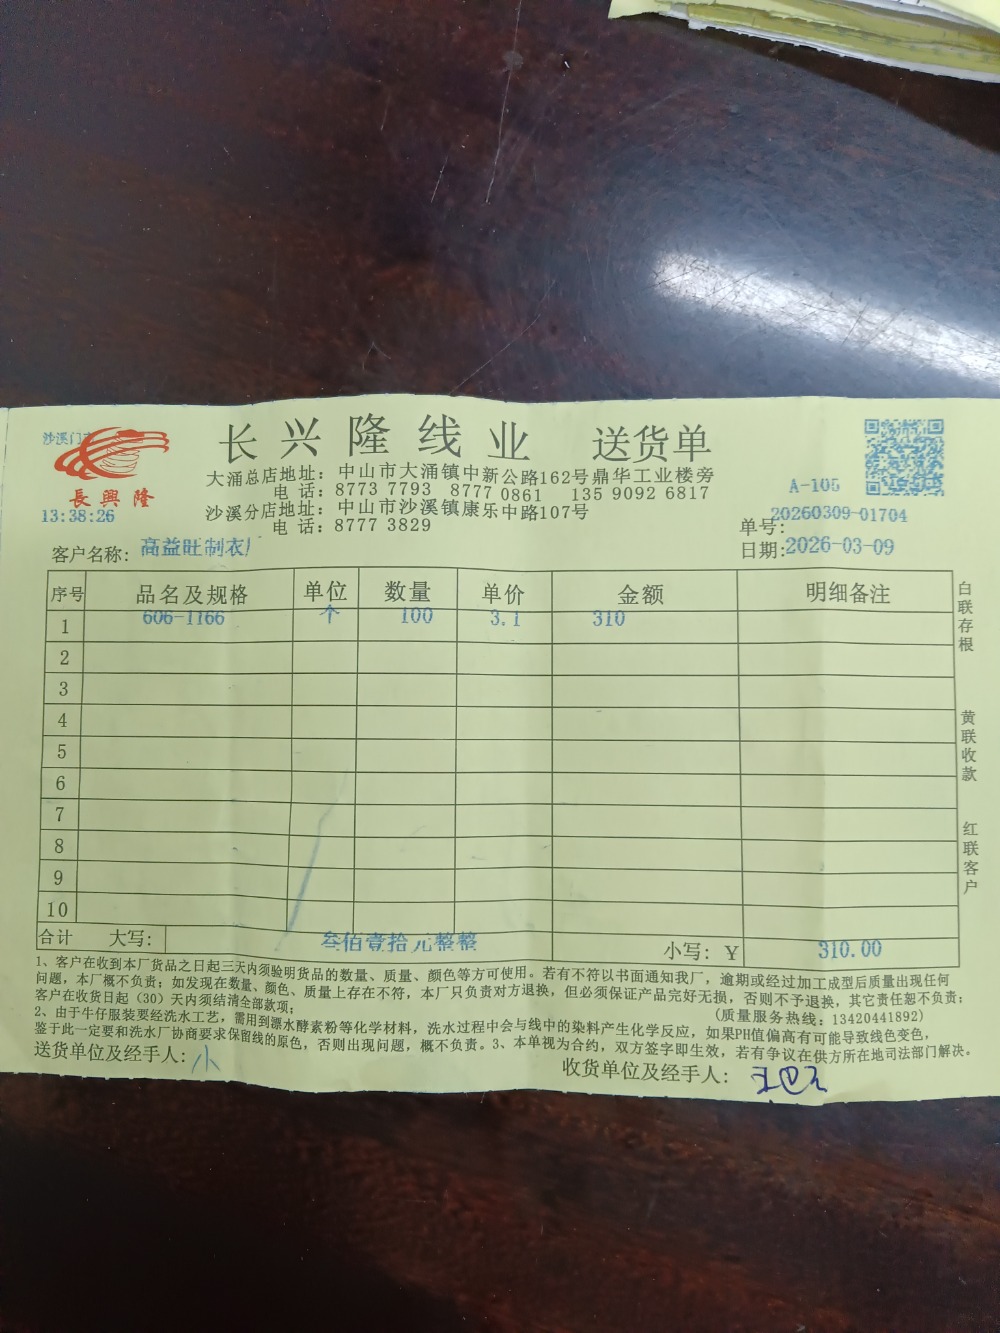 长兴隆线业 送货单
沙溪门
長興隆
13:38:26
大涌总店地址：中山市大涌镇中新公路162号鼎华工业楼旁
电话：8773 7793 8777 0861 135 9092 6817
沙溪分店地址：中山市沙溪镇康乐中路107号
电话：8777 3829
A-105
单号：20260309-01704
日期：2026-03-09
客户名称：高益旺制衣厂
序号 品名及规格 单位 数量 单价 金额 明细备注
1 606-1166 个 100 3.1 310
2
3
4
5
6
7
8
9
10
合计 大写： 叁佰壹拾元整整 小写：￥ 310.00
白联存根
黄联收款
红联客户
1、客户在收到本厂货品之日起三天内须验明货品的数量、质量、颜色等方可使用。若有不符以书面通知我厂，逾期或经过加工成型后质量出现任何
问题，本厂概不负责；如发现在数量、颜色、质量上存在不符，本厂只负责对方退换，但必须保证产品完好无损，否则不予退换，其它责任恕不负责；
客户在收货日起（30）天内须结清全部款项；
(质量服务热线：13420441892)
2、由于牛仔服装要经洗水工艺，需用到漂水酵素粉等化学材料，洗水过程中会与线中的染料产生化学反应，如果PH值偏高有可能导致线色变色，
鉴于此一定要和洗水厂协商要求保留线的原色，否则出现问题，概不负责。3、本单视为合约，双方签字即生效，若有争议在供方所在地司法部门解决。
送货单位及经手人：小
收货单位及经手人：